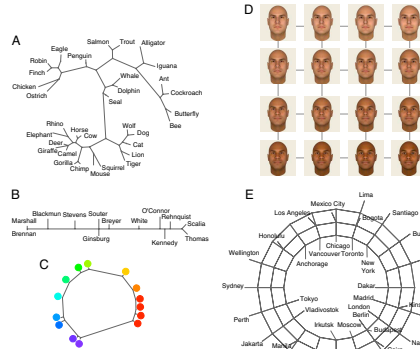 A
Salmon Trout Alligator
Eagle
Penguin
Robin
Finch
Iguana
Whale
Ant
Chicken
Dolphin
Cockroach
Ostrich
Seal
Butterfly
Bee
Rhino
Wolf
Elephant
Horse
Cow
Dog
Deer
Cat
Giraffe
Camel
Lion
Gorilla
Squirrel
Tiger
Chimp
Mouse
B
O'Connor
Blackmun
Souter
Rehnquist
Marshall
Stevens
Breyer
White
Scalia
Brennan
Ginsburg
Kennedy
Thomas
C
D
E
Lima
Mexico City
Los Angeles
Bogota
Santiago
Honolulu
Chicago
Vancouver
Toronto
Wellington
Anchorage
New
York
Sydney
Dakar
Tokyo
Madrid
Vladivostok
London
Perth
Berlin
Irkutsk
Moscow
Budapest
Jakarta
Manila